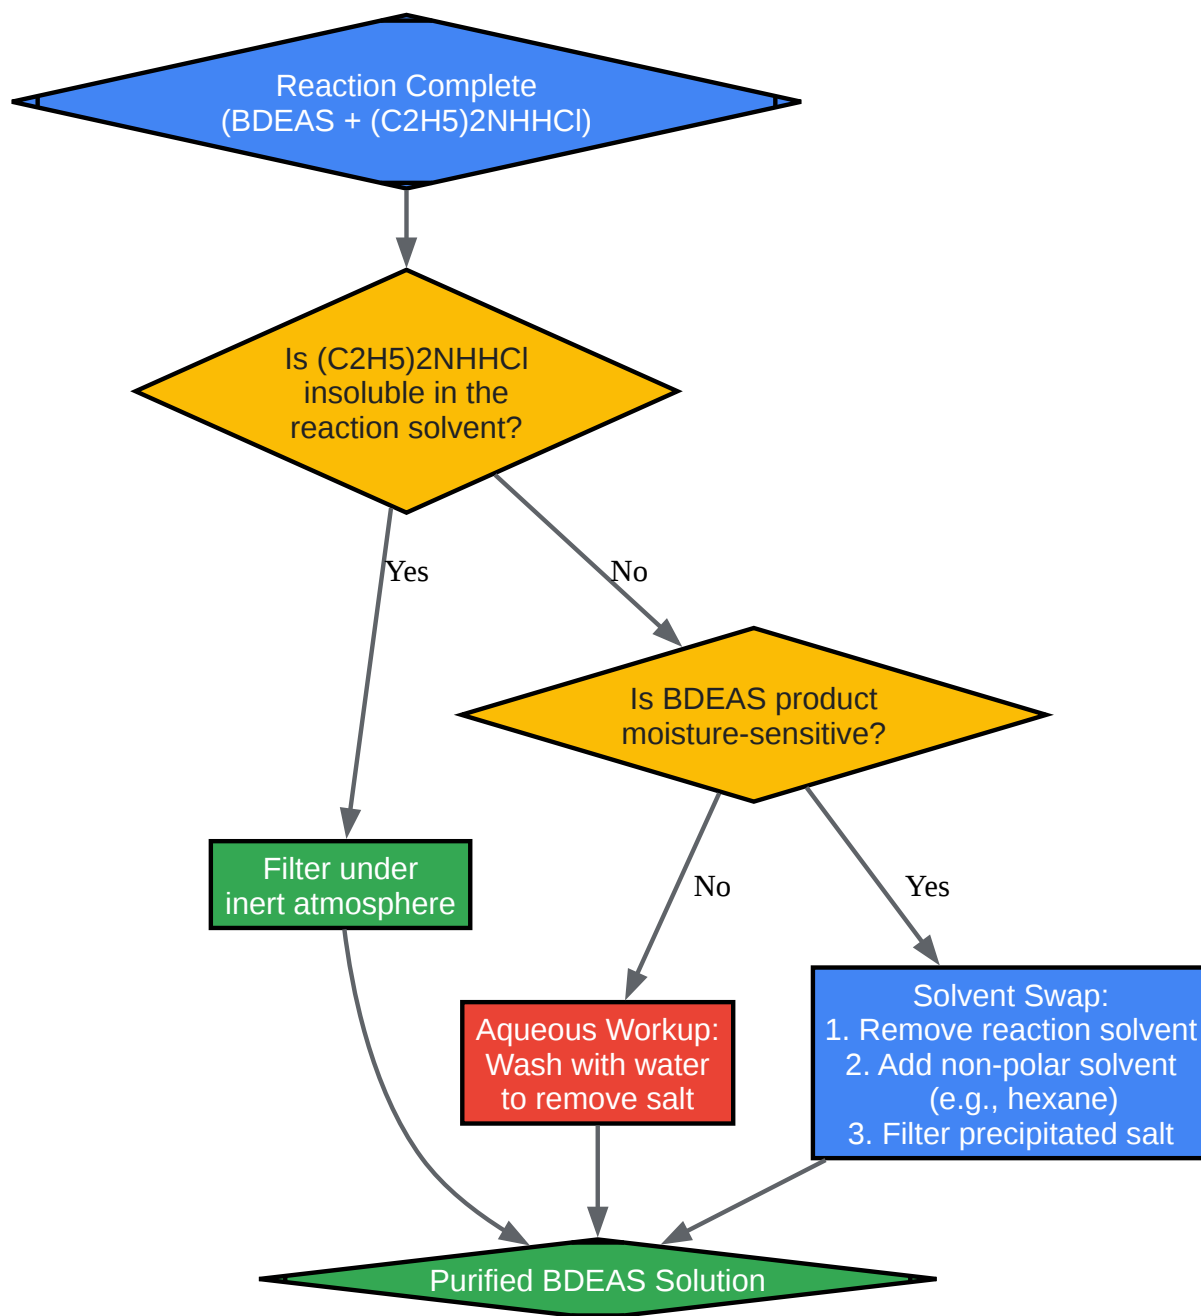 Reaction Complete
(BDEAS + (C2H5)2NHHCl)
Is (C2H5)2NHHCl
insoluble in the
reaction solvent?
Yes
No
Is BDEAS product
moisture-sensitive?
Filter under
inert atmosphere
No
Yes
Aqueous Workup:
Wash with water
to remove salt
Solvent Swap:
1. Remove reaction solvent
2. Add non-polar solvent
(e.g., hexane)
3. Filter precipitated salt
Purified BDEAS Solution